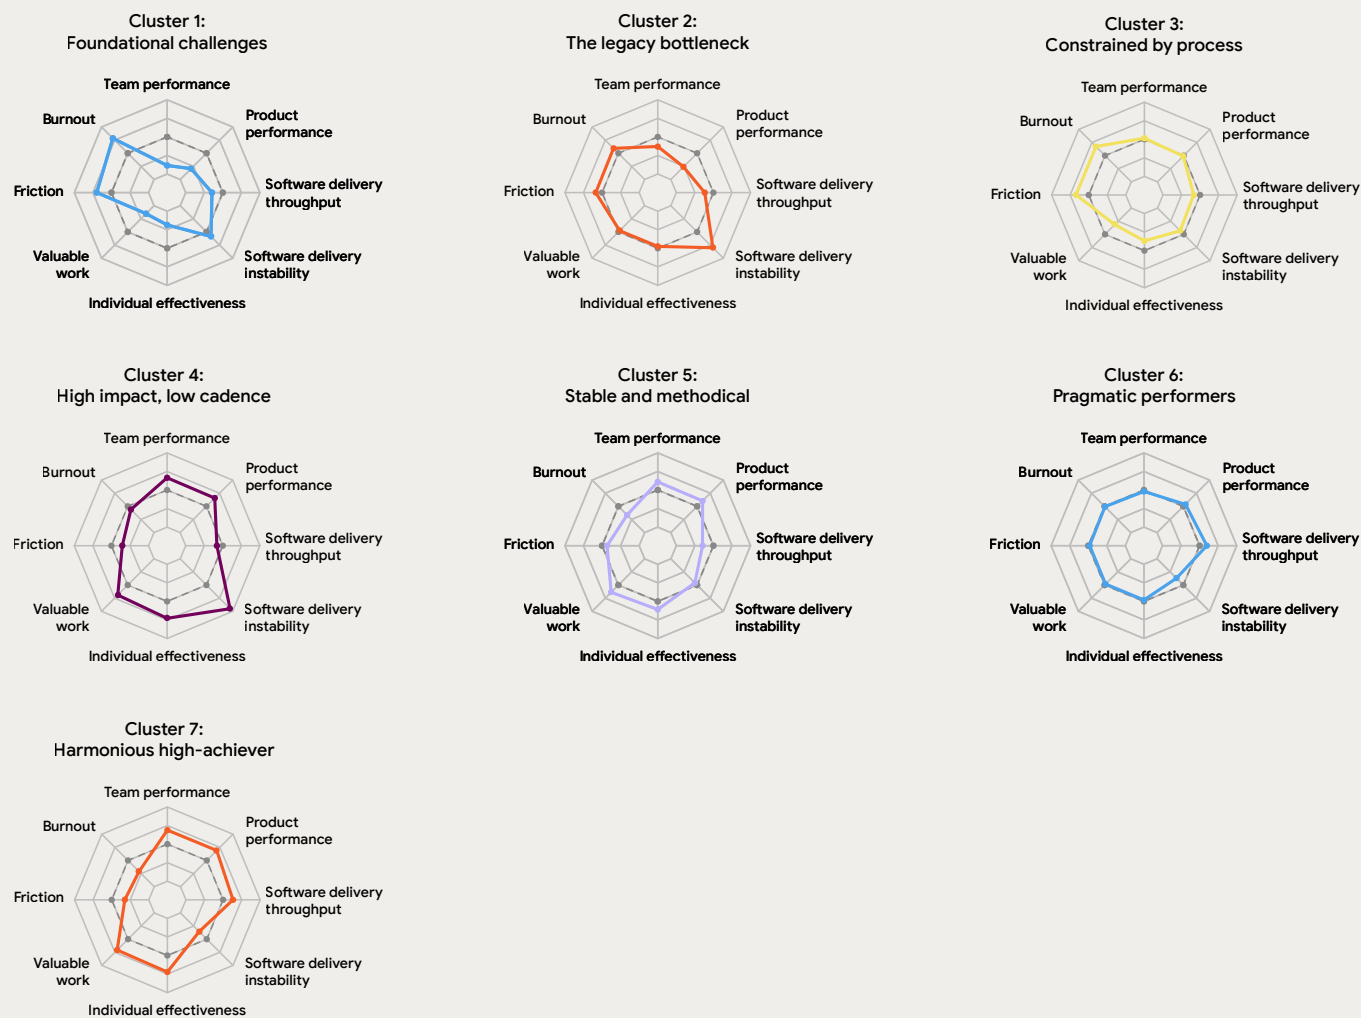 Cluster 1:
Foundational challenges
Team performance
Burnout
Product
performance
Friction
Software delivery
throughput
Valuable
work
Software delivery
instability
Individual effectiveness
Cluster 2:
The legacy bottleneck
Team performance
Burnout
Product
performance
Friction
Software delivery
throughput
Valuable
work
Software delivery
instability
Individual effectiveness
Cluster 3:
Constrained by process
Team performance
Burnout
Product
performance
Friction
Software delivery
throughput
Valuable
work
Software delivery
instability
Individual effectiveness
Cluster 4:
High impact, low cadence
Team performance
Burnout
Product
performance
Friction
Software delivery
throughput
Valuable
work
Software delivery
instability
Individual effectiveness
Cluster 5:
Stable and methodical
Team performance
Burnout
Product
performance
Friction
Software delivery
throughput
Valuable
work
Software delivery
instability
Individual effectiveness
Cluster 6:
Pragmatic performers
Team performance
Burnout
Product
performance
Friction
Software delivery
throughput
Valuable
work
Software delivery
instability
Individual effectiveness
Cluster 7:
Harmonious high-achiever
Team performance
Burnout
Product
performance
Friction
Software delivery
throughput
Valuable
work
Software delivery
instability
Individual effectiveness